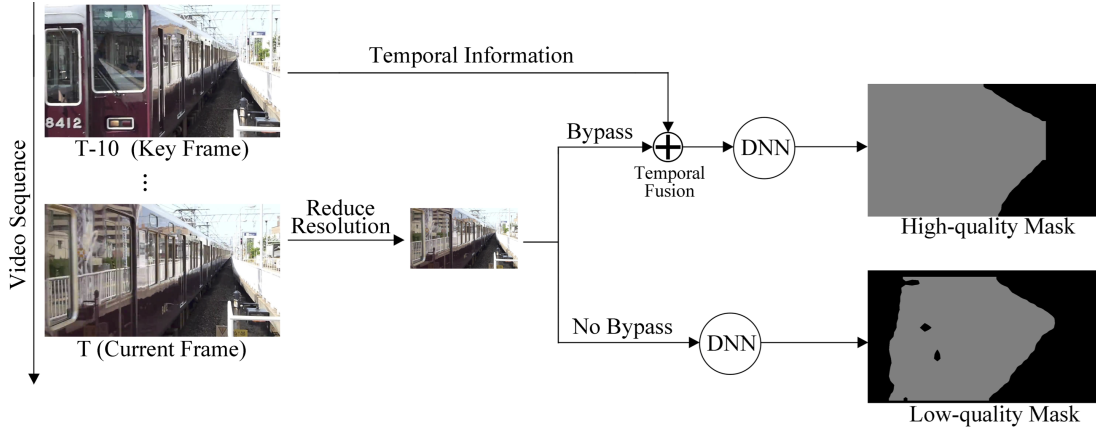 Video Sequence
8412
T-10 (Key Frame)
...
T (Current Frame)
Temporal Information
Reduce
Resolution
Bypass
Temporal
Fusion
DNN
High-quality Mask
No Bypass
DNN
Low-quality Mask